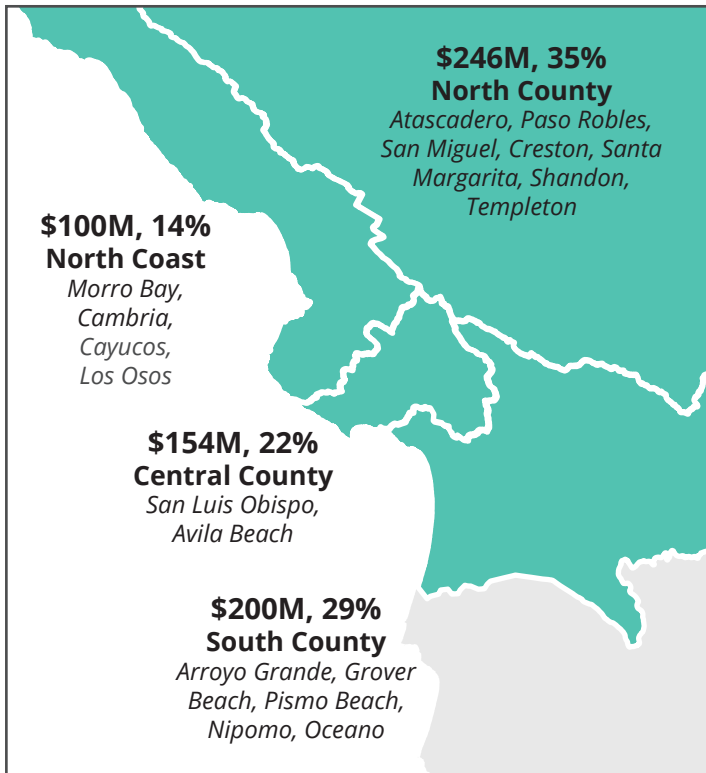 $246M, 35%
North County
Atascadero, Paso Robles,
San Miguel, Creston, Santa
Margarita, Shandon,
Templeton
$100M, 14%
North Coast
Morro Bay,
Cambria,
Cayucos,
Los Osos
$154M, 22%
Central County
San Luis Obispo,
Avila Beach
$200M, 29%
South County
Arroyo Grande, Grover
Beach, Pismo Beach,
Nipomo, Oceano